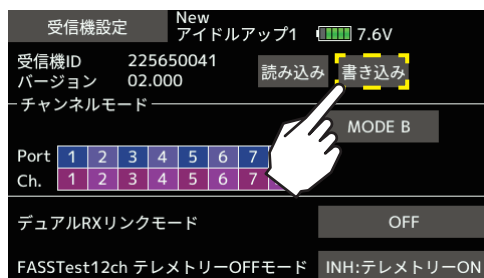 受信機設定
New
アイドルアップ1 7.6V
受信機ID 225650041
バージョン 02.000
読み込み 書き込み
チャンネルモード
MODE B
Port 1 2 3 4 5 6 7
Ch. 1 2 3 4 5 6 7
デュアルRXリンクモード OFF
FASSTest12ch テレメトリーOFFモード INH:テレメトリーON